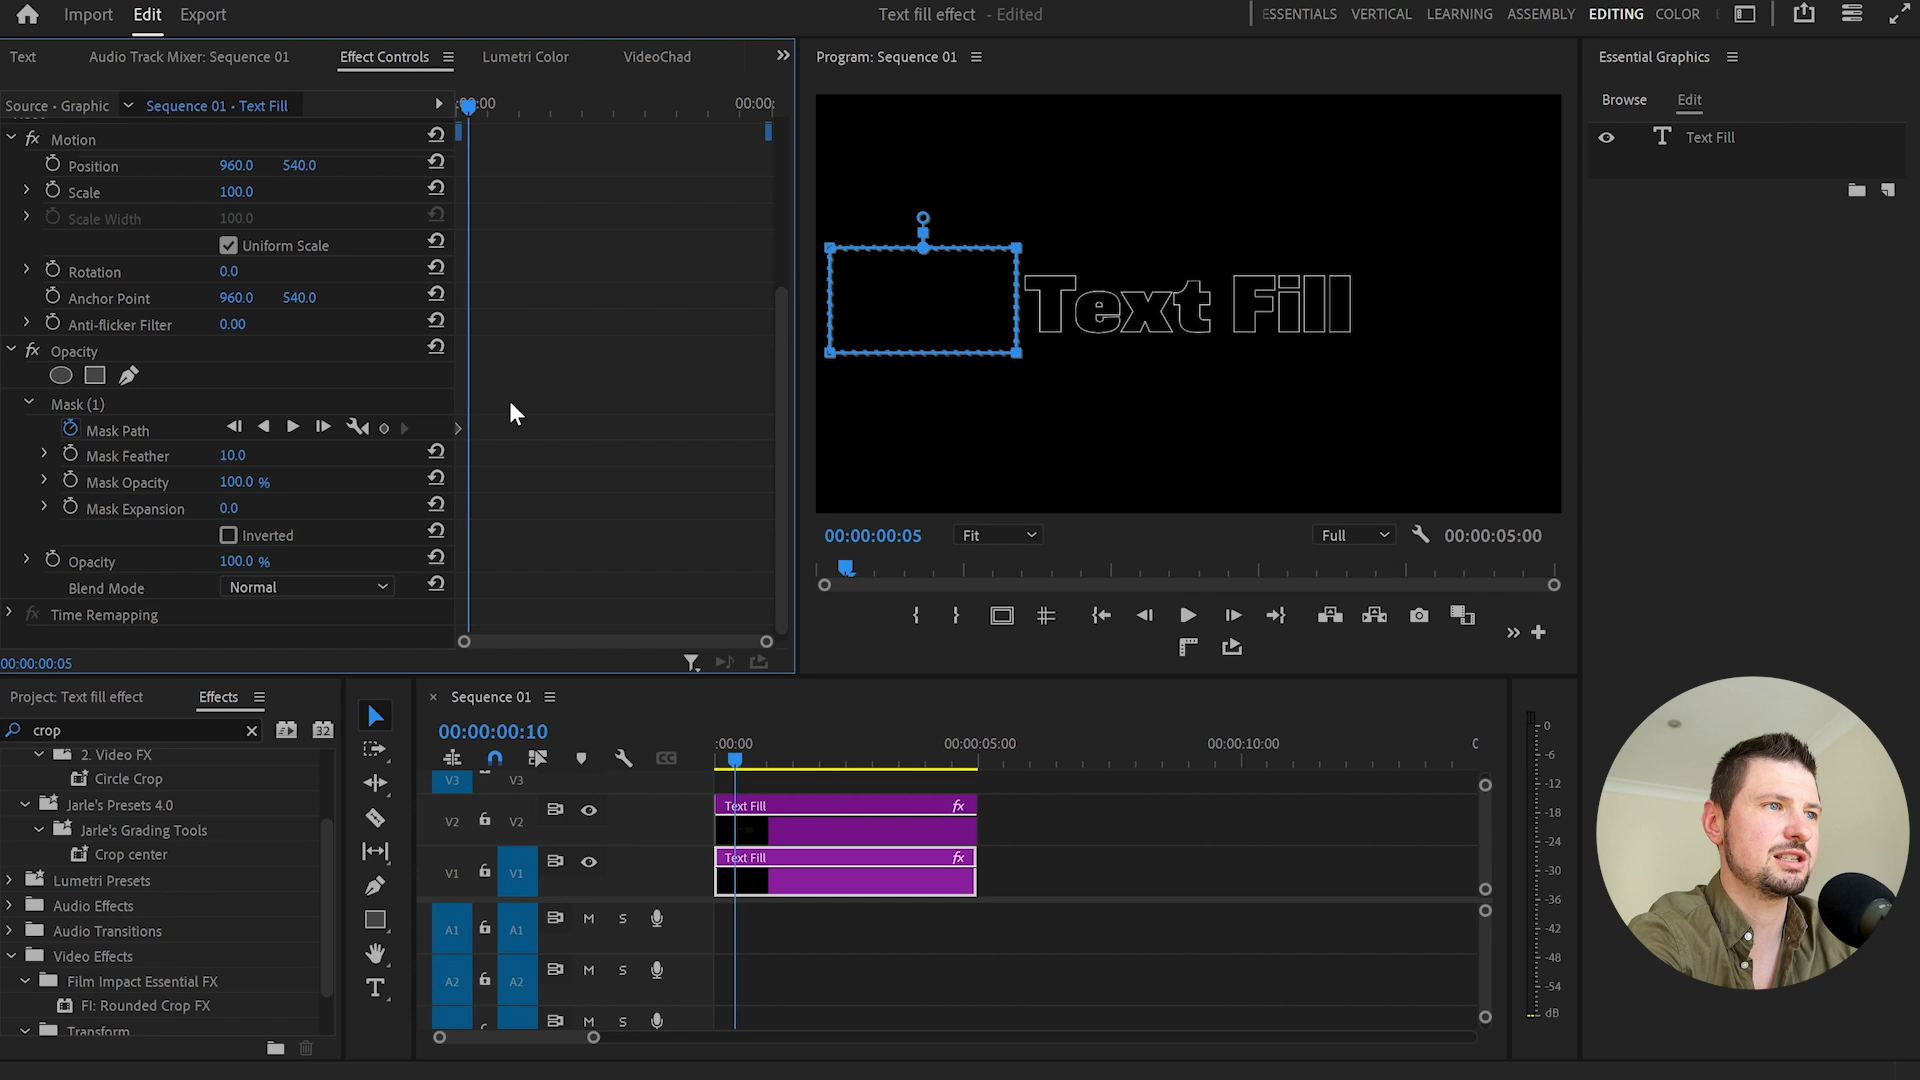 Import Edit Export
Text fill effect - Edited
ESSENTIALS VERTICAL LEARNING ASSEMBLY EDITING COLOR
Text Audio Track Mixer: Sequence 01 Effect Controls Lumetri Color VideoChad
Source • Graphic Sequence 01 • Text Fill
00:00:
fx Motion
Position 960.0 540.0
Scale 100.0
Scale Width 100.0
Uniform Scale
Rotation 0.0
Anchor Point 960.0 540.0
Anti-flicker Filter 0.00
fx Opacity
Mask (1)
Mask Path
Mask Feather 10.0
Mask Opacity 100.0 %
Mask Expansion 0.0
Inverted
Opacity 100.0 %
Blend Mode Normal
fx Time Remapping
00:00:00:05
Program: Sequence 01
Text Fill
00:00:00:05 Fit Full 00:00:05:00
Essential Graphics
Browse Edit
T Text Fill
Project: Text fill effect Effects
crop 32
2. Video FX
Circle Crop
Jarle's Presets 4.0
Jarle's Grading Tools
Crop center
Lumetri Presets
Audio Effects
Audio Transitions
Video Effects
Film Impact Essential FX
FI: Rounded Crop FX
Transform
T
Sequence 01
00:00:00:10
CC
:00:00 00:00:05:00 00:00:10:00
V3 V3
V2 V2
Text Fill fx
V1 V1
Text Fill fx
A1 A1 M S
A2 A2 M S
M S
0
-6
-12
-18
-24
-30
-36
-42
-48
-54
dB